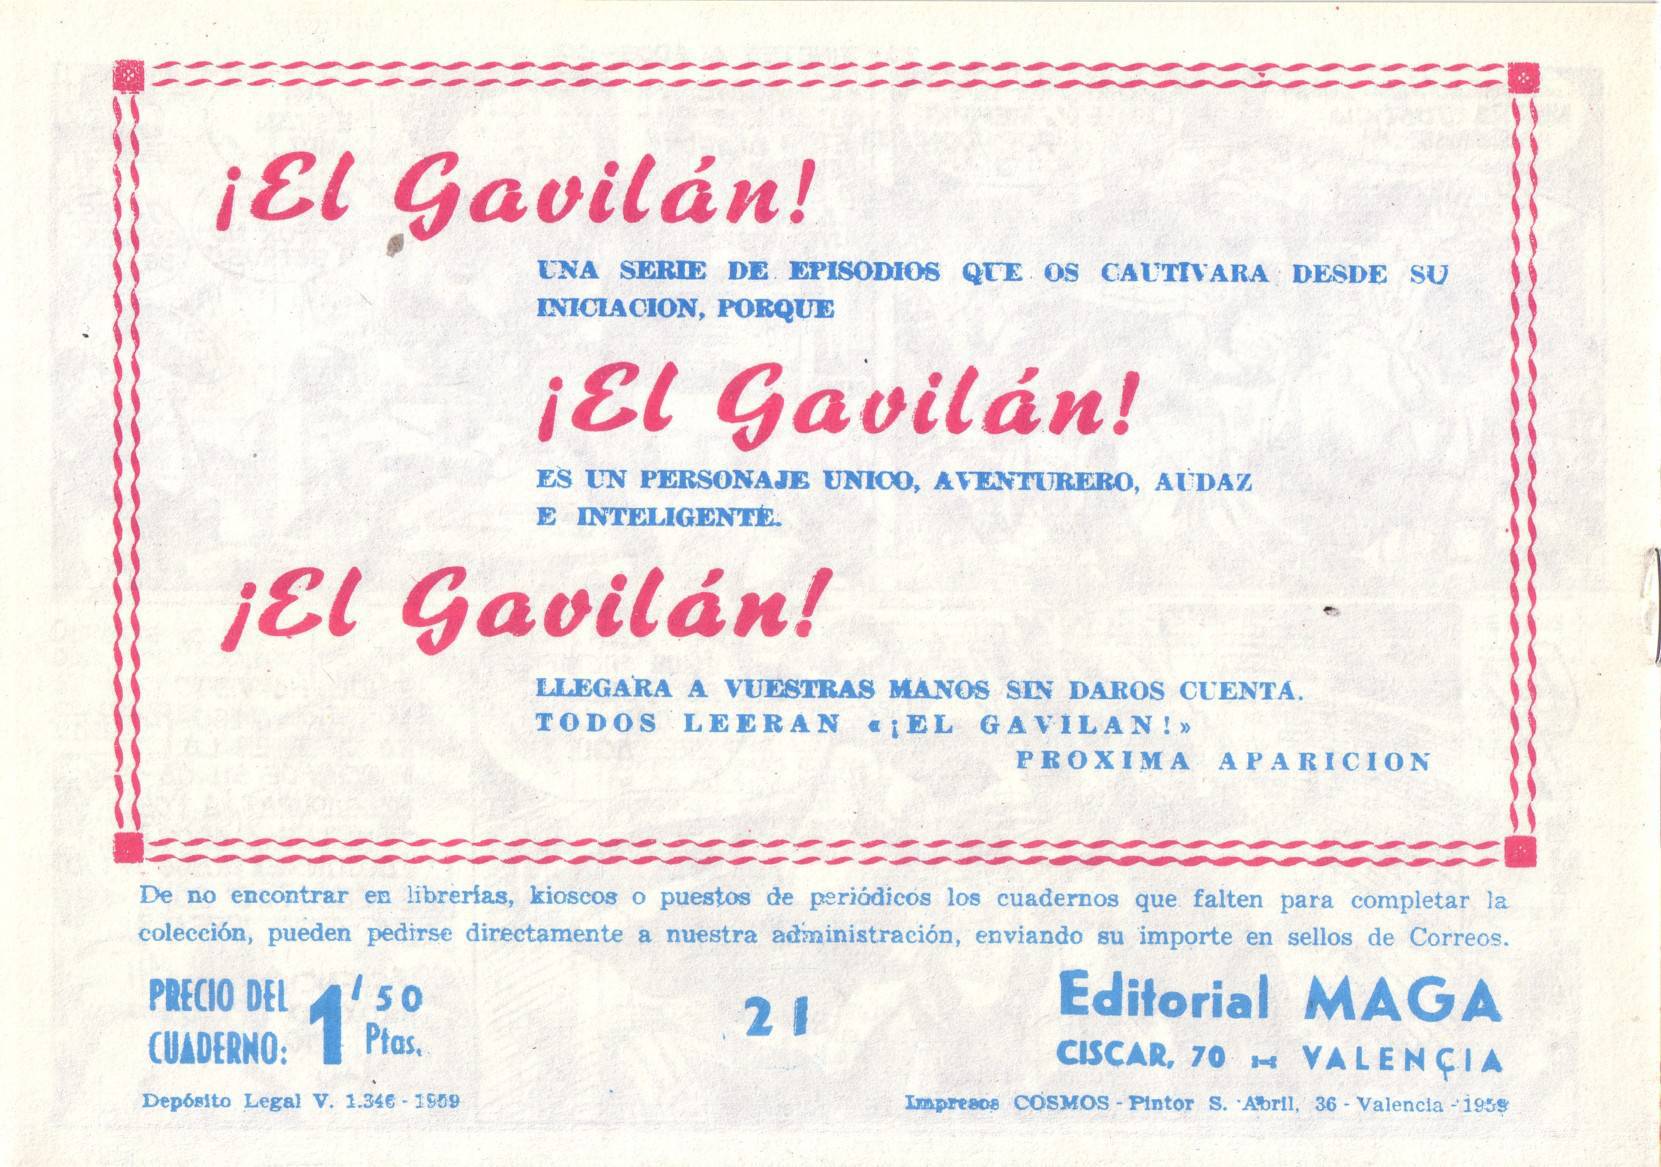 ¡El Gavilán!
UNA SERIE DE EPISODIOS QUE OS CAUTIVARA DESDE SU
INICIACION, PORQUE
¡El Gavilán!
ES UN PERSONAJE UNICO, AVENTURERO, AUDAZ
E INTELIGENTE.
¡El Gavilán!
LLEGARA A VUESTRAS MANOS SIN DAROS CUENTA.
TODOS LEERAN «¡EL GAVILAN!»
PROXIMA APARICION
De no encontrar en librerías, kioscos o puestos de periódicos los cuadernos que falten para completar la
colección, pueden pedirse directamente a nuestra administración, enviando su importe en sellos de Correos.
PRECIO DEL
CUADERNO:
1'50
Ptas.
21
Editorial MAGA
CISCAR, 70 - VALENCIA
Depósito Legal V. 1.346 - 1959
Impresos COSMOS - Pintor S. Abril, 36 - Valencia - 1959